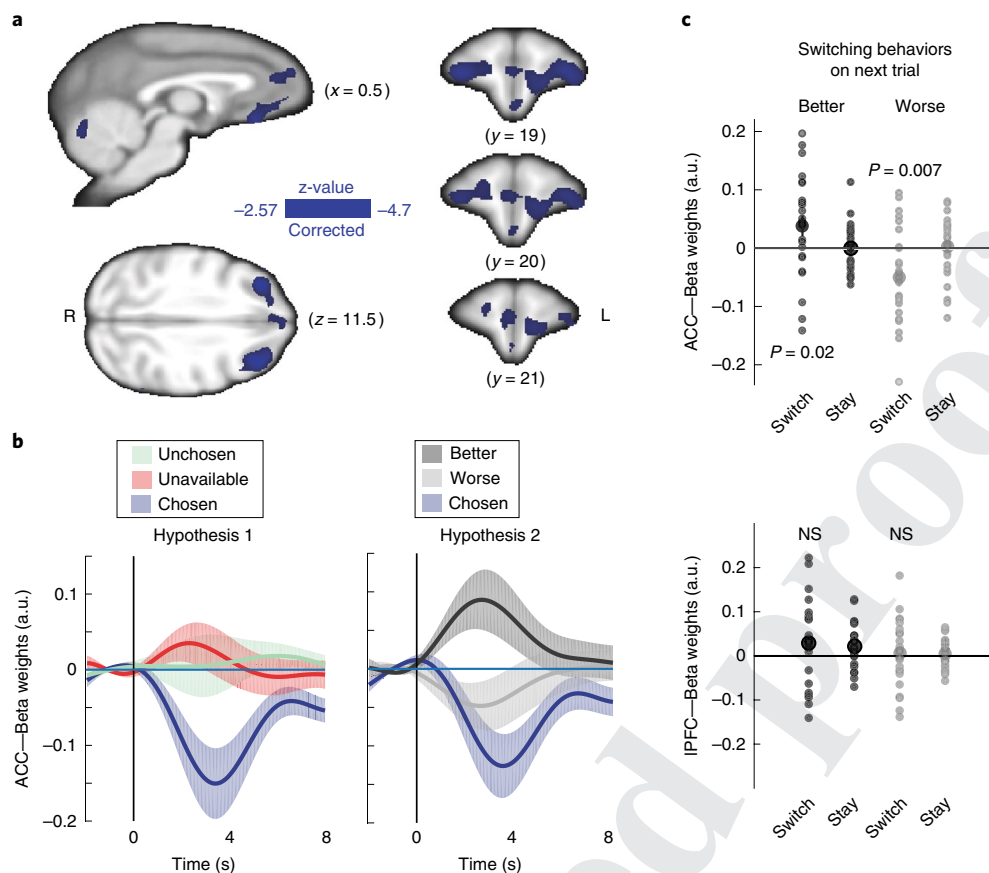 a
(x = 0.5)
(y = 19)
z-value
–2.57 –4.7
Corrected
(y = 20)
R
(z = 11.5)
L
(y = 21)
b
Unchosen
Unavailable
Chosen
Hypothesis 1
Better
Worse
Chosen
Hypothesis 2
ACC—Beta weights (a.u.)
0.1
0
–0.1
–0.2
0 4 8
Time (s)
0 4 8
Time (s)
c
Switching behaviors
on next trial
Better Worse
ACC—Beta weights (a.u.)
0.2
0.1
0
–0.1
–0.2
P = 0.007
P = 0.02
Switch
Stay
Switch
Stay
NS NS
lPFC—Beta weights (a.u.)
0.2
0.1
0
–0.1
–0.2
Switch
Stay
Switch
Stay
d proof